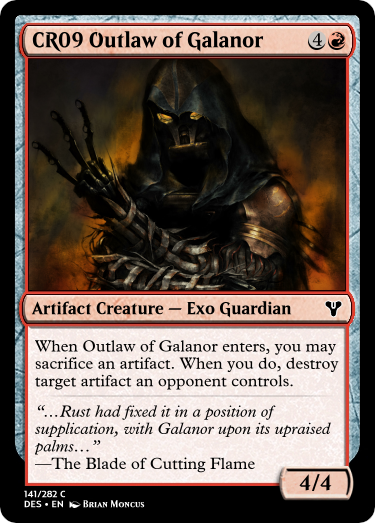 CR09 Outlaw of Galanor 4
Artifact Creature — Exo Guardian
When Outlaw of Galanor enters, you may
sacrifice an artifact. When you do, destroy
target artifact an opponent controls.
“...Rust had fixed it in a position of
supplication, with Galanor upon its upraised
palms...”
—The Blade of Cutting Flame
4/4
141/282 C
DES • EN Brian Moncus